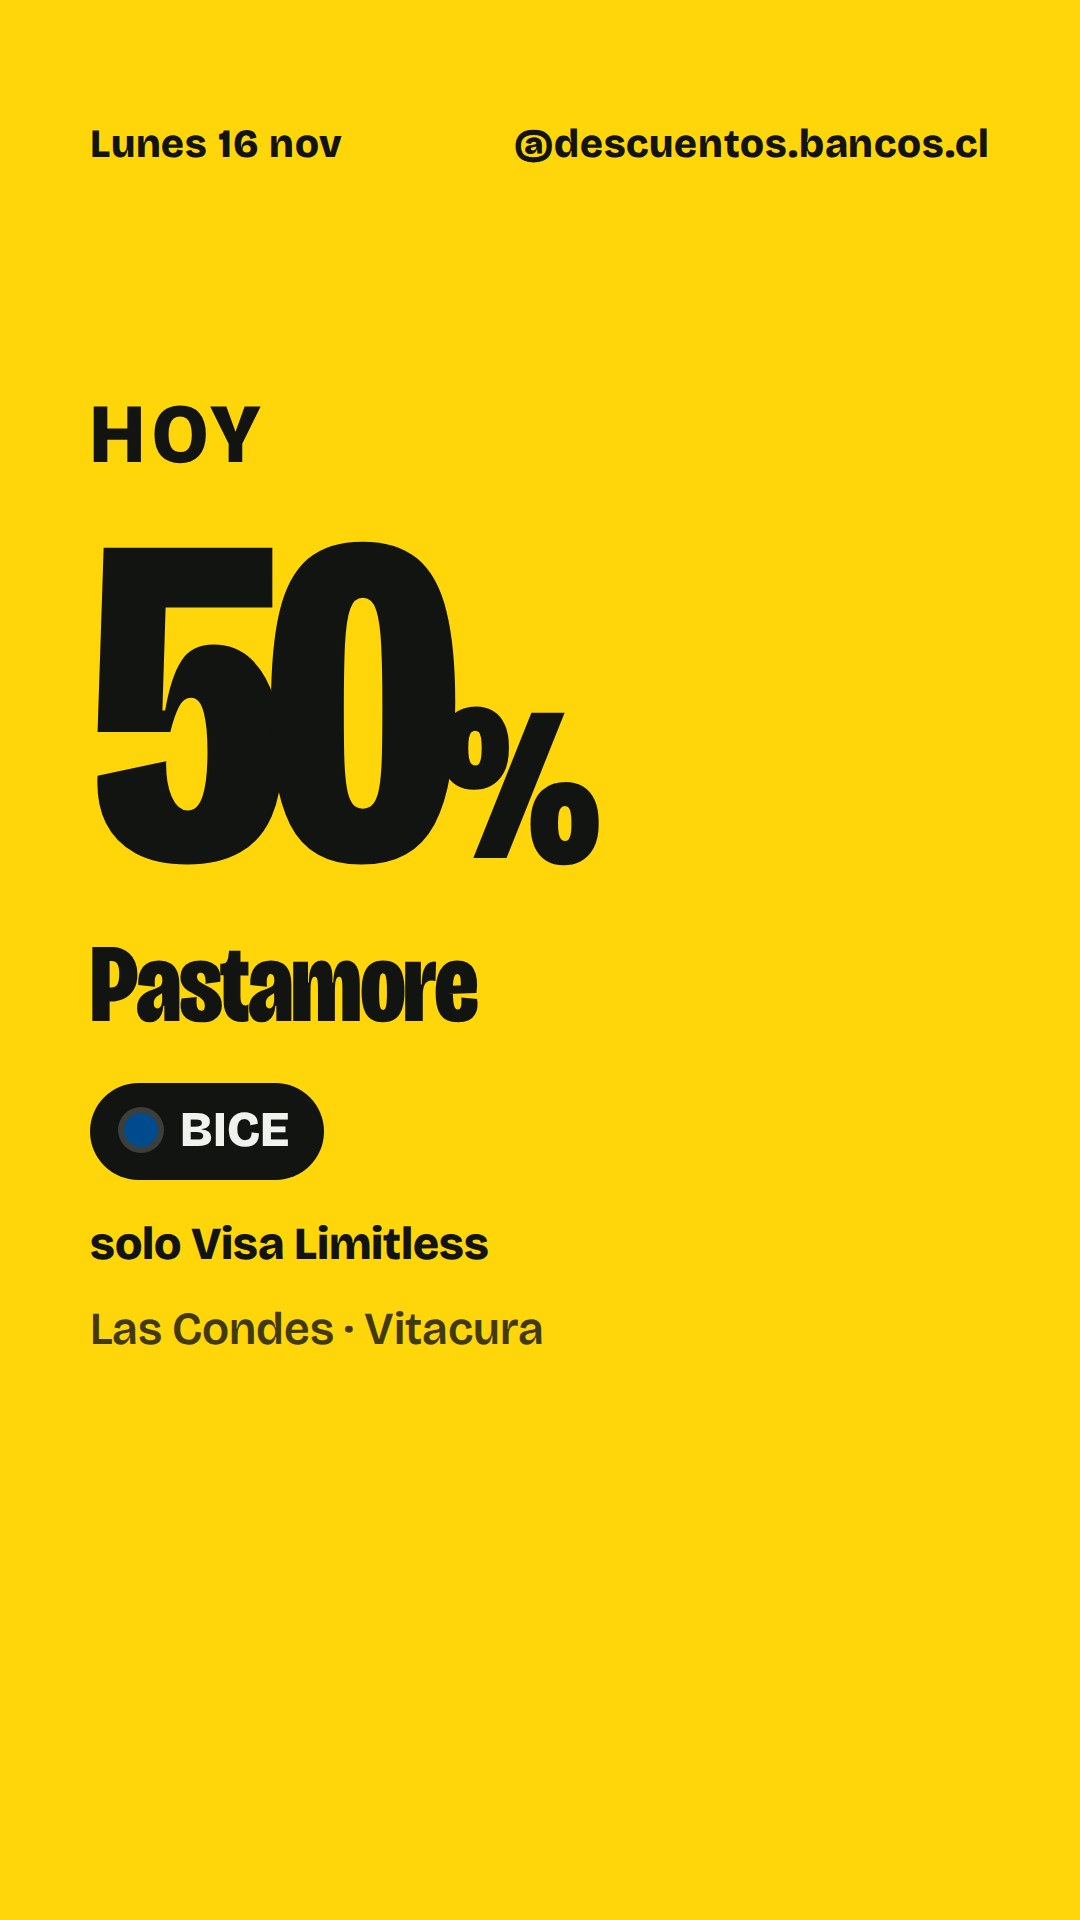 Lunes 16 nov @descuentos.bancos.cl
HOY
50%
Pastamore
BICE
solo Visa Limitless
Las Condes · Vitacura